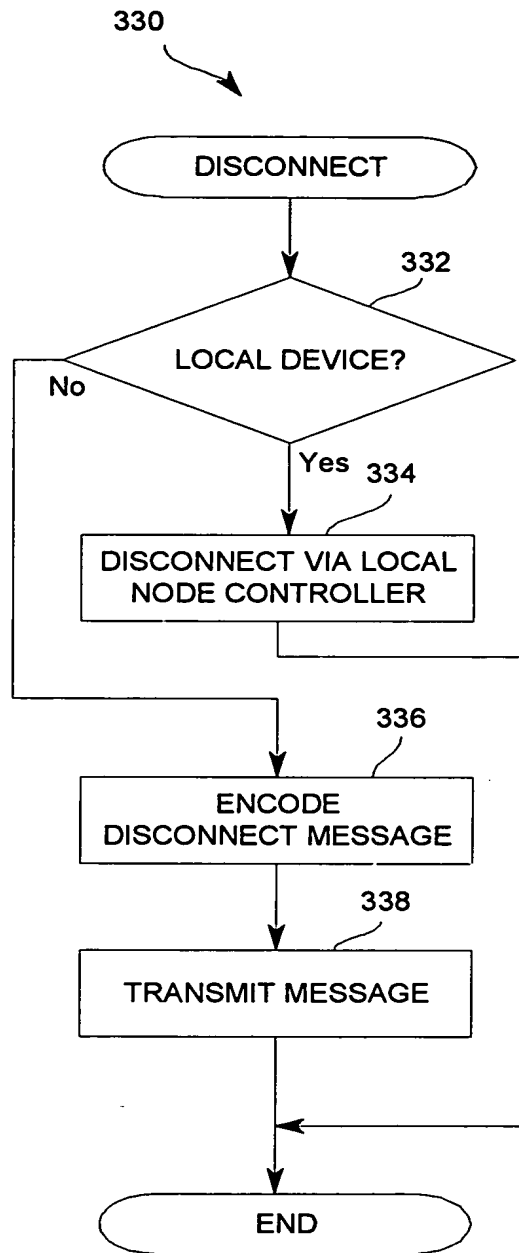 330
DISCONNECT
332
LOCAL DEVICE?
No
Yes
334
DISCONNECT VIA LOCAL
NODE CONTROLLER
336
ENCODE
DISCONNECT MESSAGE
338
TRANSMIT MESSAGE
END